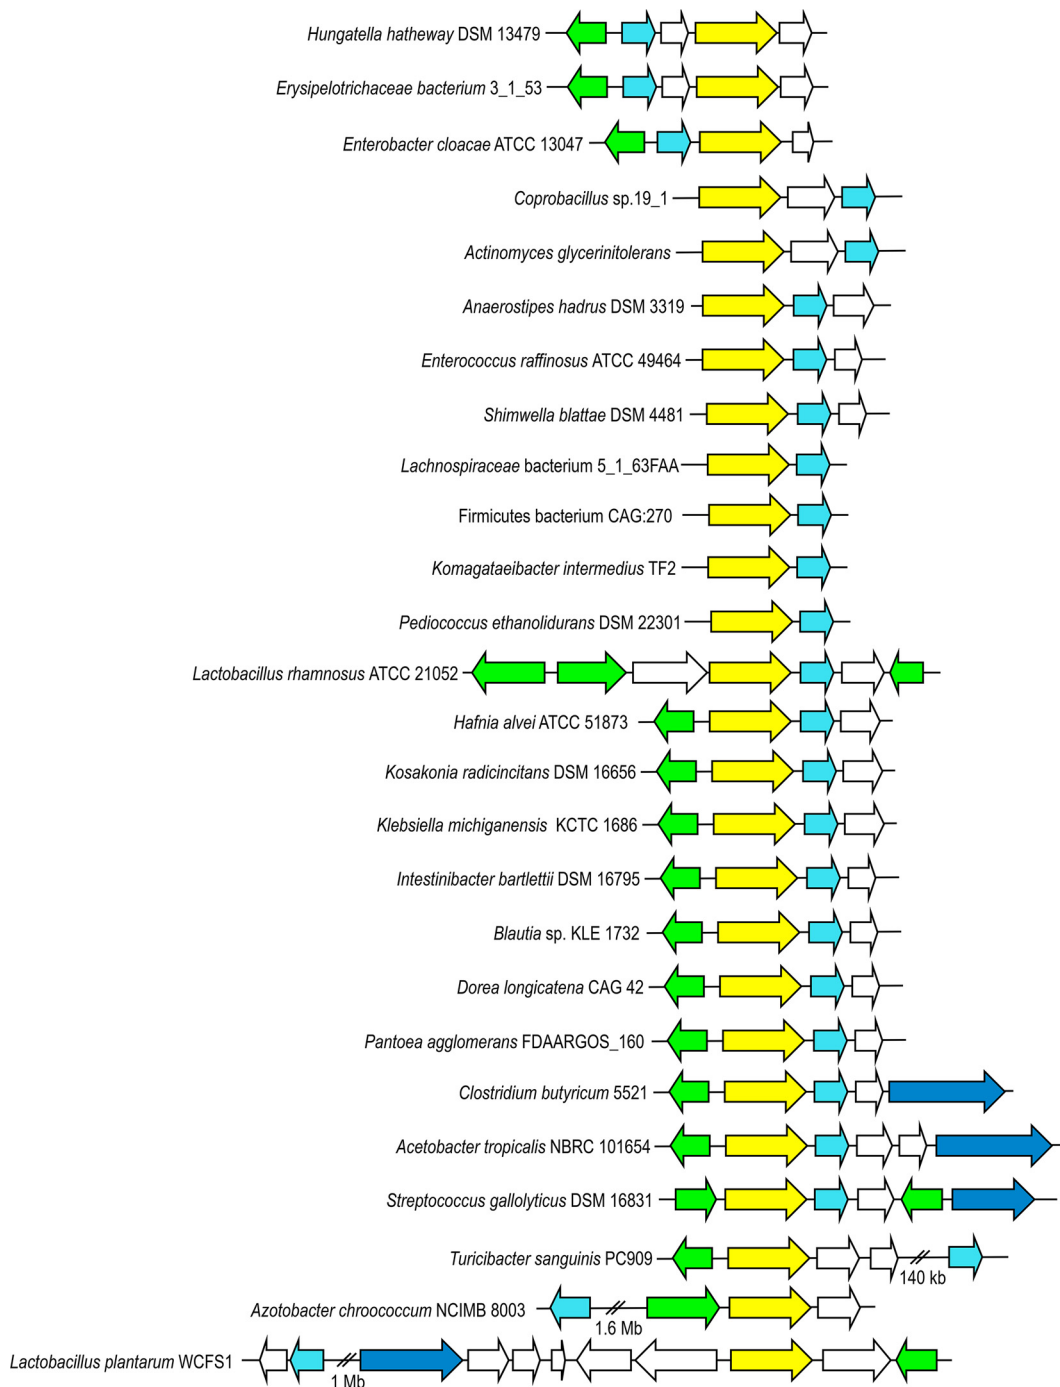 Hungatella hatheway DSM 13479
Erysipelotrichaceae bacterium 3_1_53
Enterobacter cloacae ATCC 13047
Coprobacillus sp.19_1
Actinomyces glycerinitolerans
Anaerostipes hadrus DSM 3319
Enterococcus raffinosus ATCC 49464
Shimwella blattae DSM 4481
Lachnospiraceae bacterium 5_1_63FAA
Firmicutes bacterium CAG:270
Komagataeibacter intermedius TF2
Pediococcus ethanolidurans DSM 22301
Lactobacillus rhamnosus ATCC 21052
Hafnia alvei ATCC 51873
Kosakonia radicincitans DSM 16656
Klebsiella michiganensis KCTC 1686
Intestinibacter bartlettii DSM 16795
Blautia sp. KLE 1732
Dorea longicatena CAG 42
Pantoea agglomerans FDAARGOS_160
Clostridium butyricum 5521
Acetobacter tropicalis NBRC 101654
Streptococcus gallolyticus DSM 16831
Turicibacter sanguinis PC909
140 kb
Azotobacter chroococcum NCIMB 8003
1.6 Mb
Lactobacillus plantarum WCFS1
1 Mb